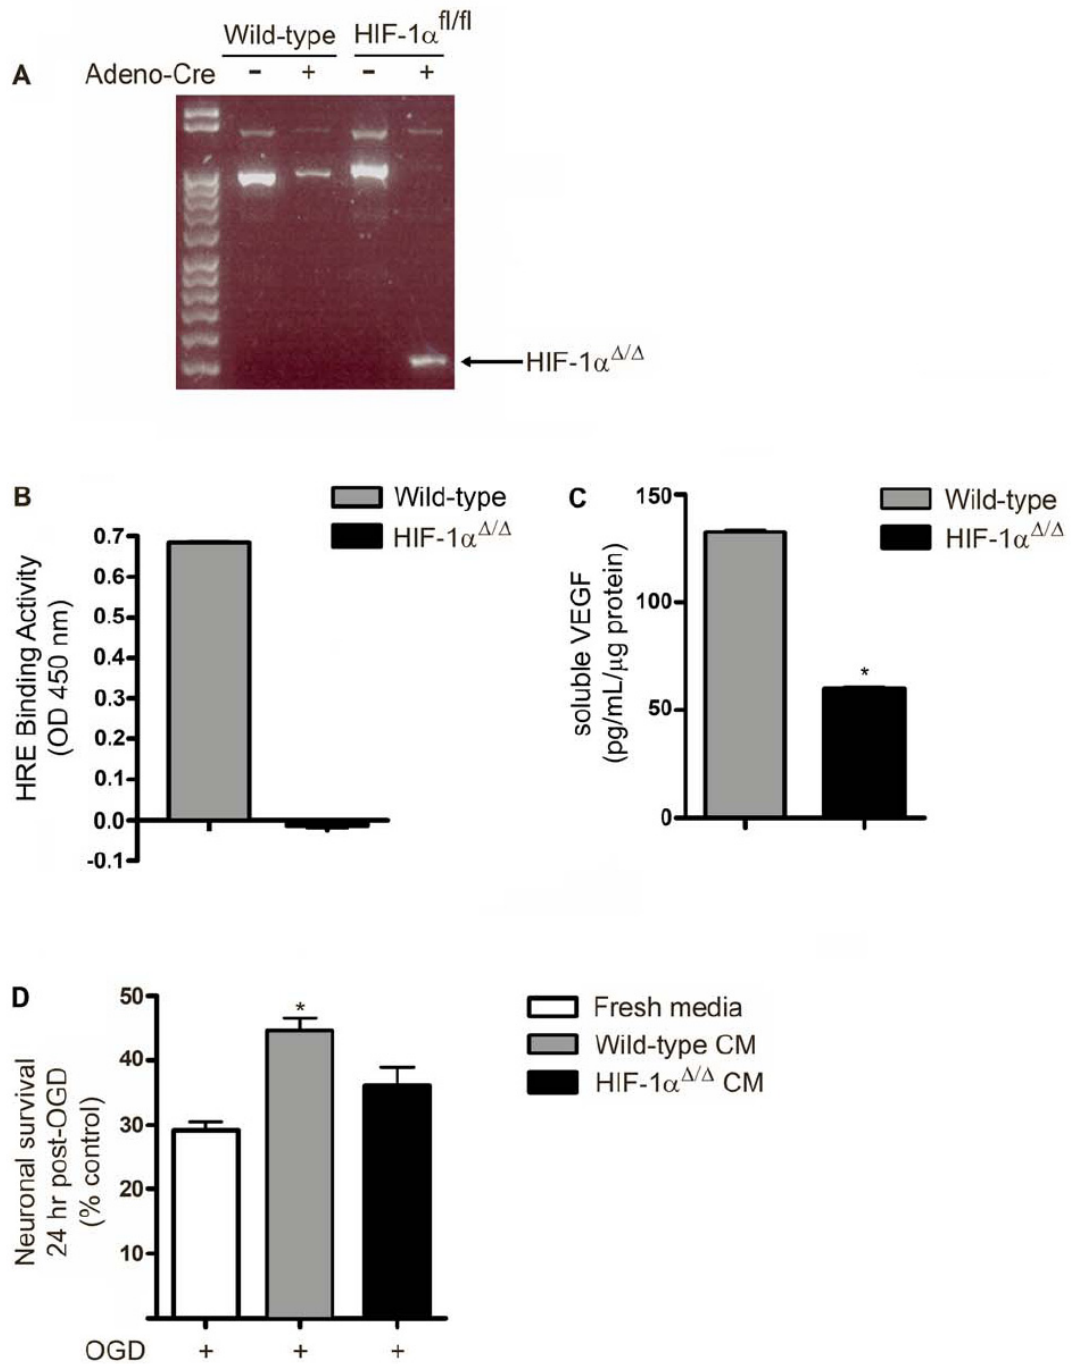 Wild-type HIF-1α^fl/fl
A Adeno-Cre - + - +
HIF-1α^Δ/Δ
B
Wild-type
HIF-1α^Δ/Δ
HRE Binding Activity
(OD 450 nm)
0.7
0.6
0.5
0.4
0.3
0.2
0.1
0.0
-0.1
C
Wild-type
HIF-1α^Δ/Δ
soluble VEGF
(pg/mL/μg protein)
150
100
50
0
*
D
Fresh media
Wild-type CM
HIF-1α^Δ/Δ CM
Neuronal survival
24 hr post-OGD
(% control)
50
40
30
20
10
*
OGD + + +